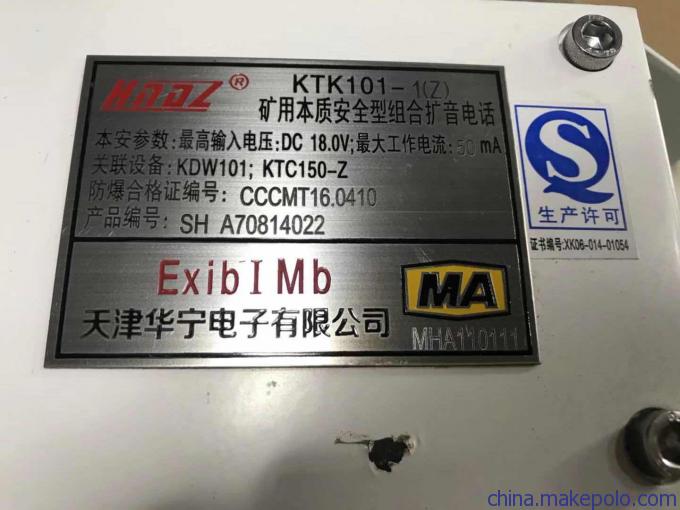 HNDZ® KTK101-1(Z)
矿用本质安全型组合扩音电话
本安参数:最高输入电压:DC 18.0V;最大工作电流:50 mA
关联设备: KDW101; KTC150-Z
防爆合格证编号: CCCMT16.0410
产品编号: SH A70814022
ExibⅠMb
MA
天津华宁电子有限公司
MHA110111
生产许可
证书编号:XK06-014-01054
china.makepolo.com